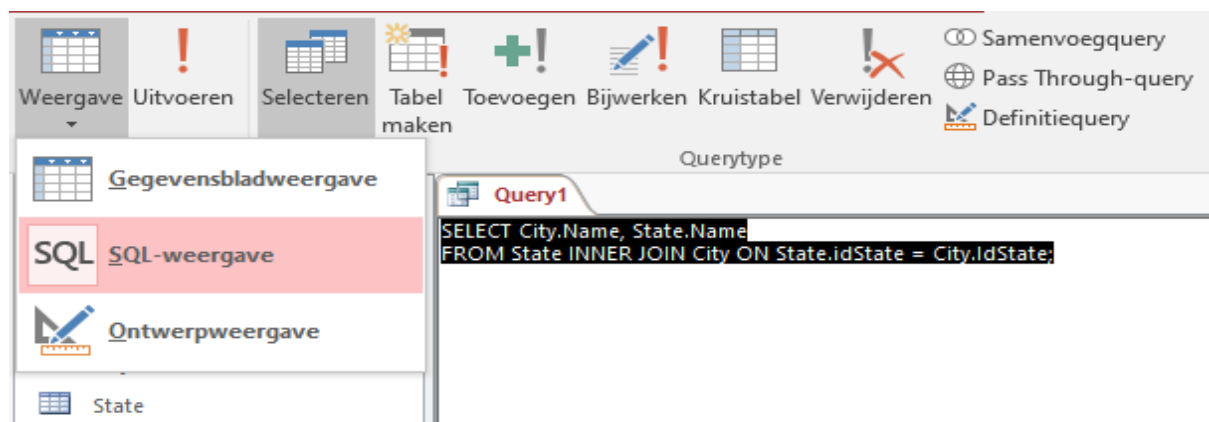 Weergave Uitvoeren Selecteren Tabel maken Toevoegen Bijwerken Kruistabel Verwijderen
Samenvoegquery
Pass Through-query
Definitiequery
Querytype
Gegevensbladweergave
SQL SQL-weergave
Ontwerpweergave
State
Query1
SELECT City.Name, State.Name
FROM State INNER JOIN City ON State.idState = City.IdState;